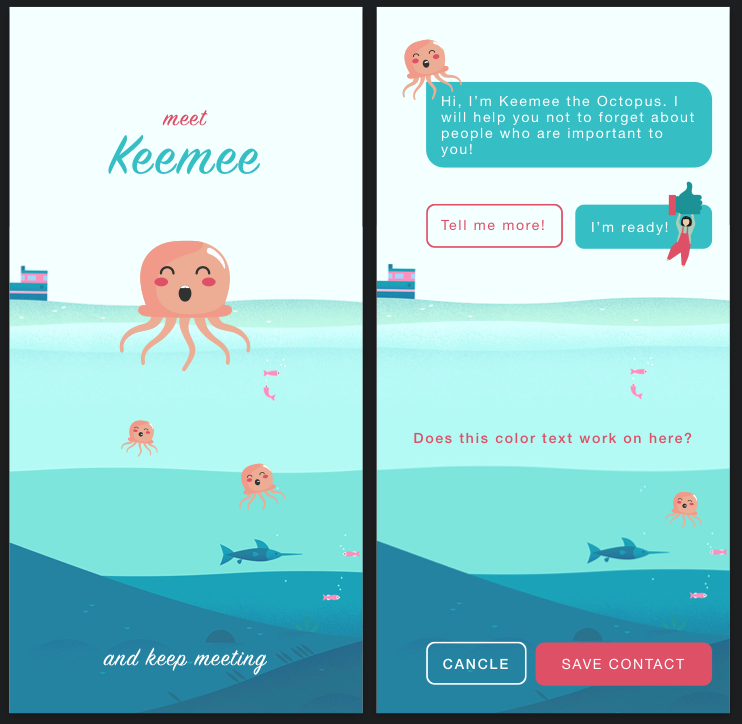 meet
Keemee
and keep meeting
Hi, I'm Keemee the Octopus. I
will help you not to forget about
people who are important to
you!
Tell me more!
I'm ready!
Does this color text work on here?
CANCLE
SAVE CONTACT